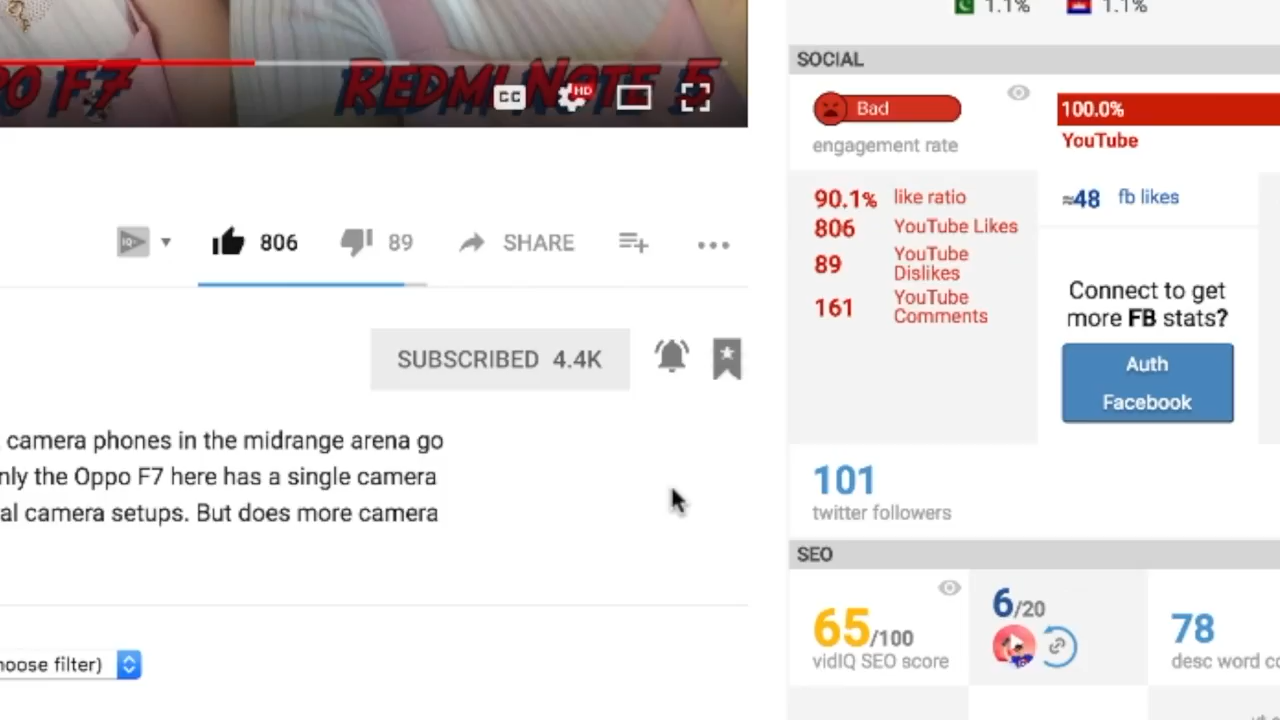 1.1% 1.1%
PO F7 REDMI NOTE 5
CC HD
806 89 SHARE
SUBSCRIBED 4.4K
camera phones in the midrange arena go
nly the Oppo F7 here has a single camera
al camera setups. But does more camera
hoose filter)
SOCIAL
Bad
engagement rate
100.0%
YouTube
90.1% like ratio
806 YouTube Likes
89 YouTube
Dislikes
161 YouTube
Comments
≈48 fb likes
Connect to get
more FB stats?
Auth
Facebook
101
twitter followers
SEO
65/100
vidIQ SEO score
6/20
78
desc word co